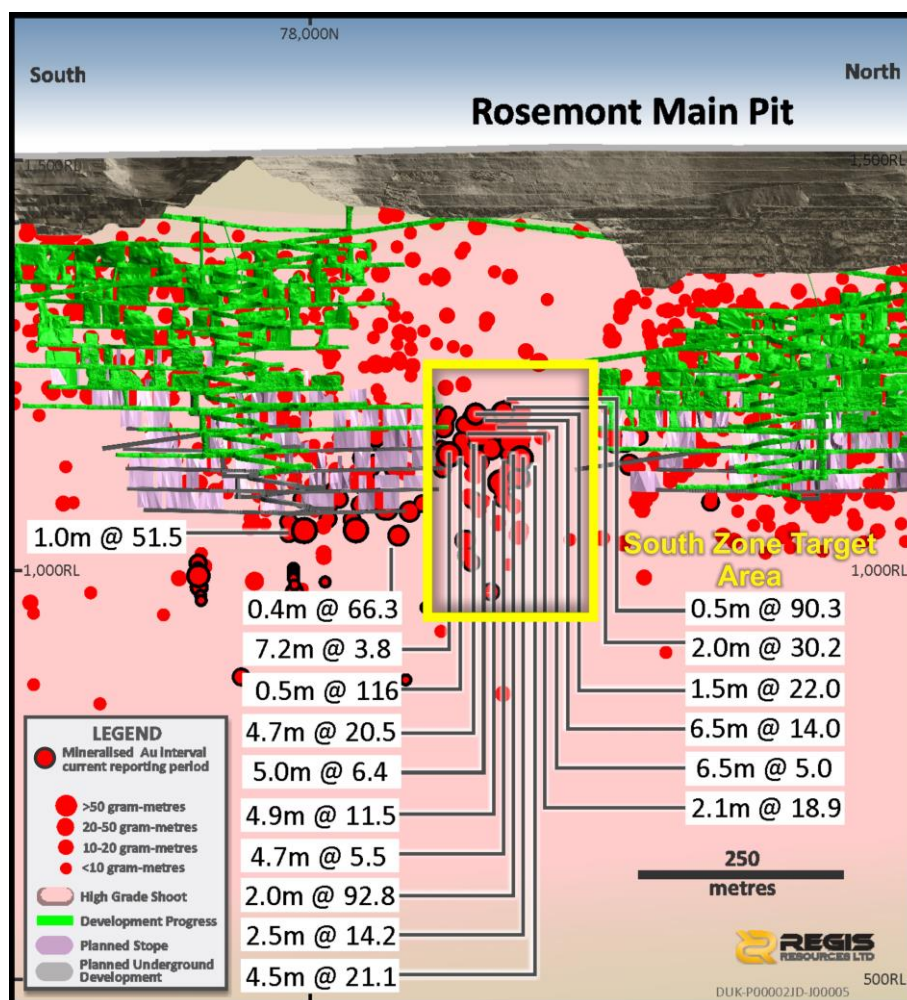 78,000N
South
North
Rosemont Main Pit
1,500RL
1,500RL
1.0m @ 51.5
South Zone Target
Area
1,000RL
1,000RL
0.4m @ 66.3
7.2m @ 3.8
0.5m @ 116
4.7m @ 20.5
5.0m @ 6.4
4.9m @ 11.5
4.7m @ 5.5
2.0m @ 92.8
2.5m @ 14.2
4.5m @ 21.1
0.5m @ 90.3
2.0m @ 30.2
1.5m @ 22.0
6.5m @ 14.0
6.5m @ 5.0
2.1m @ 18.9
LEGEND
Mineralised Au interval
current reporting period
>50 gram-metres
20-50 gram-metres
10-20 gram-metres
<10 gram-metres
High Grade Shoot
Development Progress
Planned Stope
Planned Underground
Development
250
metres
REGIS
RESOURCES LTD
500RL
DUK-P00002JD-J00005